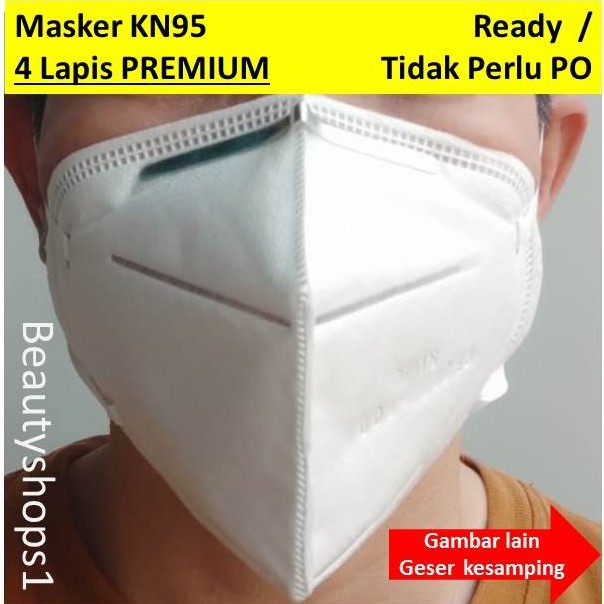 Masker KN95
4 Lapis PREMIUM
Ready /
Tidak Perlu PO
Beautyshops1
Gambar lain
Geser kesamping